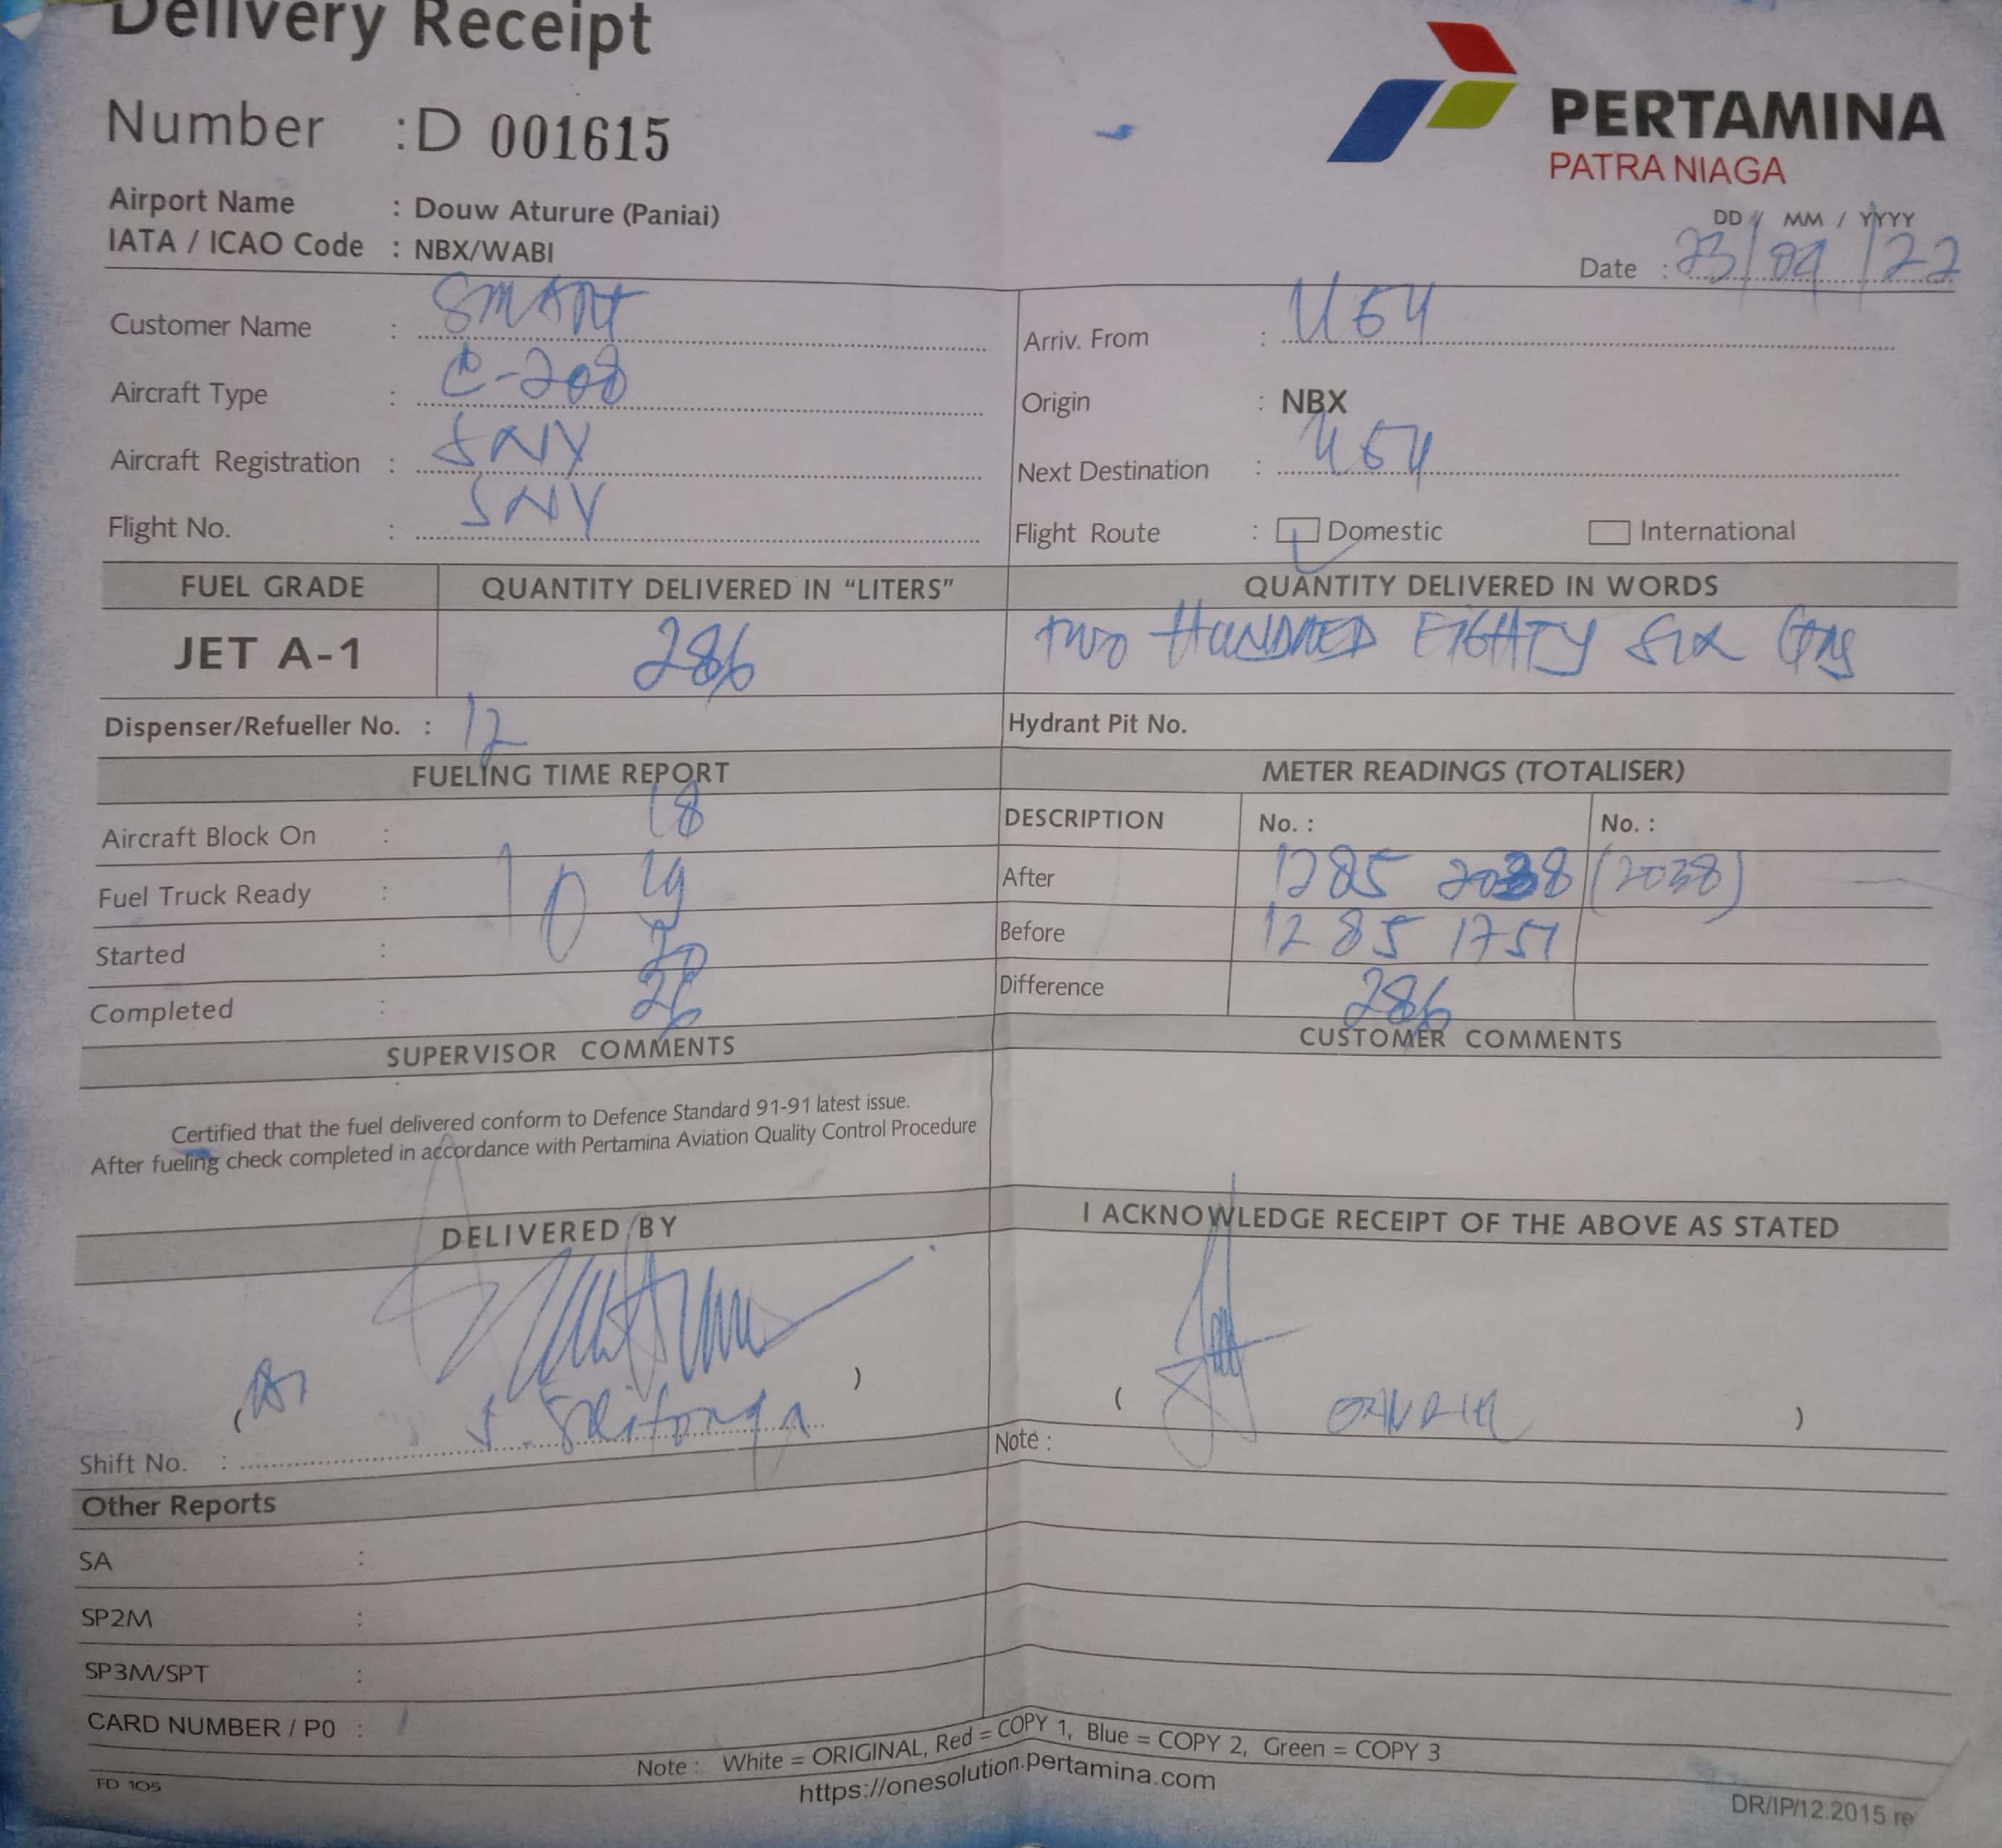 Delivery Receipt
Number : D 001615
PERTAMINA
PATRA NIAGA
Airport Name : Douw Aturure (Paniai)
IATA / ICAO Code : NBX/WABI
DD / MM / YYYY
Date : 23/04/22
Customer Name : SMART
Arriv. From : U54
Aircraft Type : C-208
Origin : NBX
Aircraft Registration : SNY
Next Destination : U54
Flight No. : SNY
Flight Route : Domestic International
FUEL GRADE QUANTITY DELIVERED IN "LITERS" QUANTITY DELIVERED IN WORDS
JET A-1 286 TWO HUNDRED EIGHTY SIX
Dispenser/Refueller No. : 12
Hydrant Pit No.
FUELING TIME REPORT METER READINGS (TOTALISER)
Aircraft Block On : 18
DESCRIPTION No. : No. :
Fuel Truck Ready : 10 19
After 1285 2038 (2038)
Started : 20
Before 1285 1751
Completed : 26
Difference 286
SUPERVISOR COMMENTS CUSTOMER COMMENTS
Certified that the fuel delivered conform to Defence Standard 91-91 latest issue.
After fueling check completed in accordance with Pertamina Aviation Quality Control Procedure
DELIVERED BY I ACKNOWLEDGE RECEIPT OF THE ABOVE AS STATED
Shift No. :
Note :
Other Reports
SA :
SP2M :
SP3M/SPT :
CARD NUMBER / P0 :
Note : White = ORIGINAL, Red = COPY 1, Blue = COPY 2, Green = COPY 3
https://onesolution.pertamina.com
FD 105
DR/IP/12.2015 re